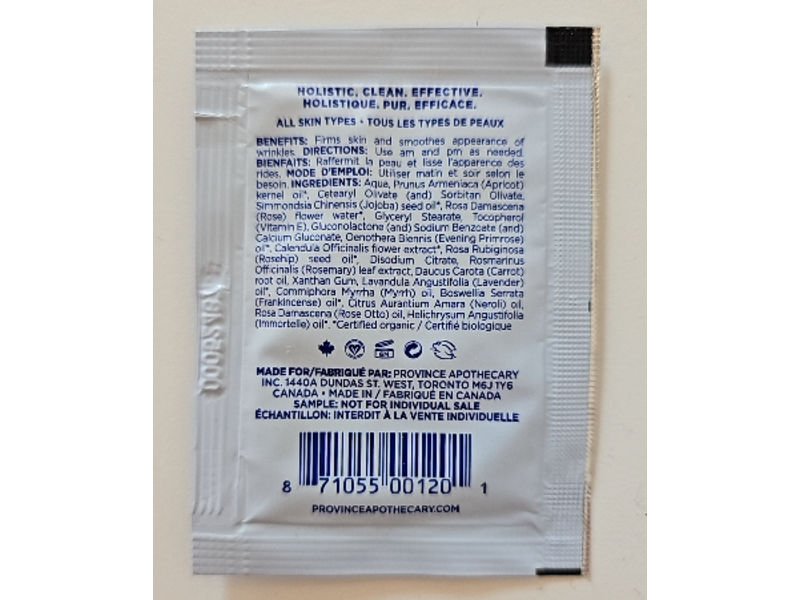 HOLISTIC. CLEAN. EFFECTIVE.
HOLISTIQUE. PUR. EFFICACE.
ALL SKIN TYPES • TOUS LES TYPES DE PEAUX
BENEFITS: Firms skin and smoothes appearance of
wrinkles. DIRECTIONS: Use am and pm as needed.
BIENFAITS: Raffermit la peau et lisse l'apparence des
rides. MODE D'EMPLOI: Utiliser matin et soir selon le
besoin. INGREDIENTS: Aqua, Prunus Armeniaca (Apricot)
kernel oil*, Cetearyl Olivate (and) Sorbitan Olivate,
Simmondsia Chinensis (Jojoba) seed oil*, Rosa Damascena
(Rose) flower water*, Glyceryl Stearate, Tocopherol
(Vitamin E), Gluconolactone (and) Sodium Benzoate (and)
Calcium Gluconate, Oenothera Biennis (Evening Primrose)
oil*, Calendula Officinalis flower extract*, Rosa Rubiginosa
(Rosehip) seed oil*, Disodium Citrate, Rosmarinus
Officinalis (Rosemary) leaf extract, Daucus Carota (Carrot)
root oil, Xanthan Gum, Lavandula Angustifolia (Lavender)
oil*, Commiphora Myrrha (Myrrh) oil, Boswellia Serrata
(Frankincense) oil*, Citrus Aurantium Amara (Neroli) oil,
Rosa Damascena (Rose Otto) oil, Helichrysum Angustifolia
(Immortelle) oil*. *Certified organic / Certifié biologique
MADE FOR/FABRIQUÉ PAR: PROVINCE APOTHECARY
INC. 1440A DUNDAS ST. WEST, TORONTO M6J 1Y6
CANADA • MADE IN / FABRIQUÉ EN CANADA
SAMPLE: NOT FOR INDIVIDUAL SALE
ÉCHANTILLON: INTERDIT À LA VENTE INDIVIDUELLE
8 71055 00120 1
PROVINCEAPOTHECARY.COM